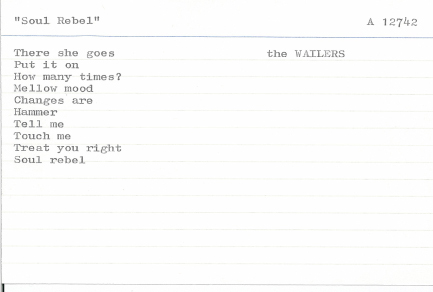 "Soul Rebel" A 12742
There she goes the WAILERS
Put it on
How many times?
Mellow mood
Changes are
Hammer
Tell me
Touch me
Treat you right
Soul rebel